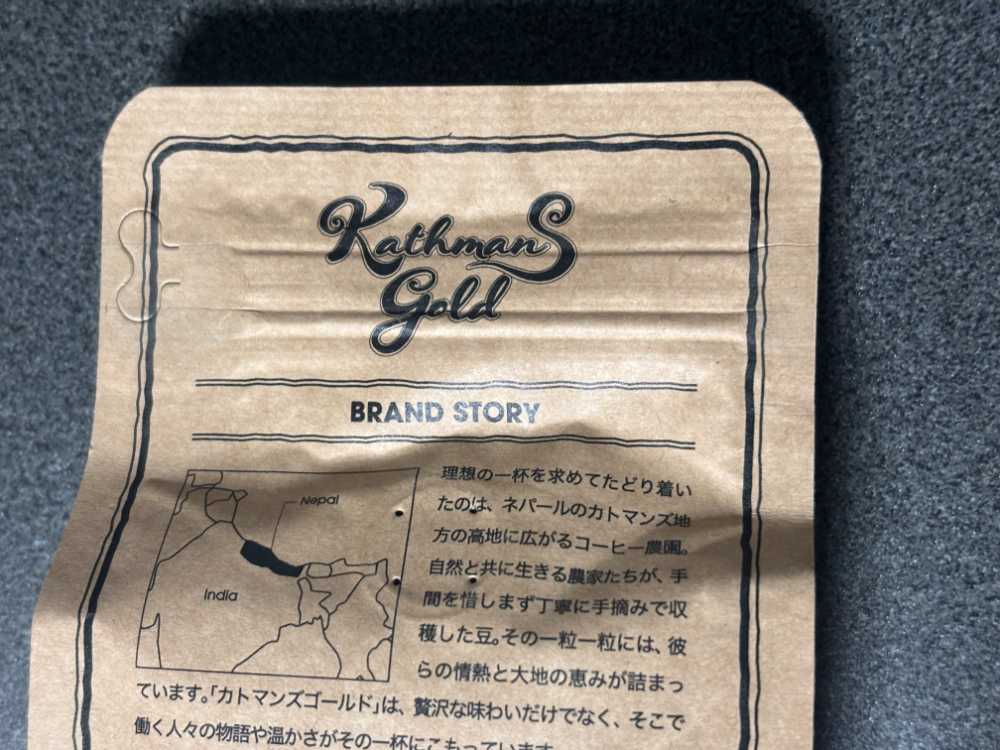 KathmanS
Gold
BRAND STORY
Nepal
India
理想の一杯を求めてたどり着い
たのは、ネパールのカトマンズ地
方の高地に広がるコーヒー農園。
自然と共に生きる農家たちが、手
間を惜しまず丁寧に手摘みで収
穫した豆。その一粒一粒には、彼
らの情熱と大地の恵みが詰まっ
ています。「カトマンズゴールド」は、贅沢な味わいだけでなく、そこで
働く人々の物語や温かさがその一杯にこもっています